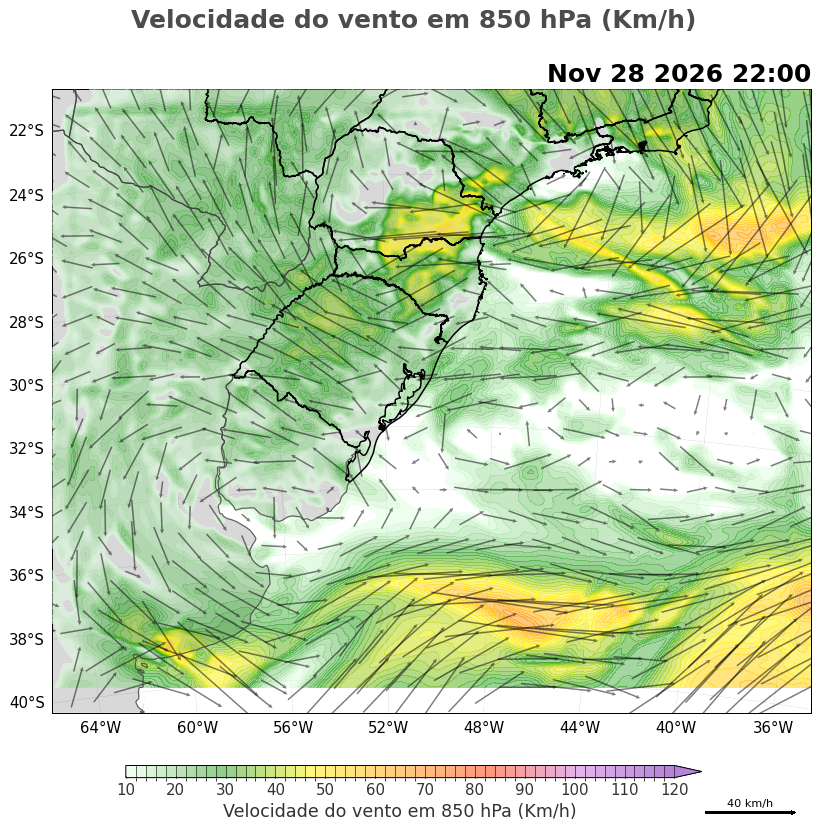 Velocidade do vento em 850 hPa (Km/h)
Nov 28 2026 22:00
22°S
24°S
26°S
28°S
30°S
32°S
34°S
36°S
38°S
40°S
64°W 60°W 56°W 52°W 48°W 44°W 40°W 36°W
10 20 30 40 50 60 70 80 90 100 110 120
Velocidade do vento em 850 hPa (Km/h)
40 km/h